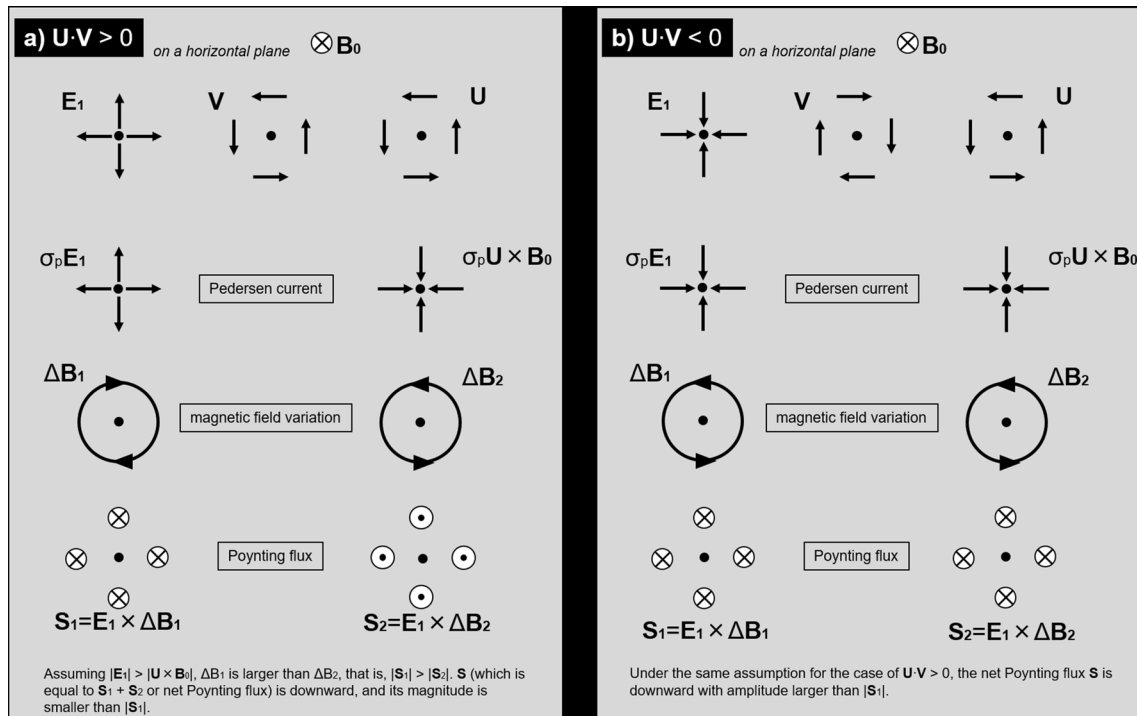 a) U·V > 0
on a horizontal plane
⊗ B₀
E₁
V
U
σₚE₁
Pedersen current
σₚU × B₀
ΔB₁
magnetic field variation
ΔB₂
Poynting flux
S₁=E₁ × ΔB₁
S₂=E₁ × ΔB₂
Assuming |E₁| > |U × B₀|, ΔB₁ is larger than ΔB₂, that is, |S₁| > |S₂|. S (which is
equal to S₁ + S₂ or net Poynting flux) is downward, and its magnitude is
smaller than |S₁|.
b) U·V < 0
on a horizontal plane
⊗ B₀
E₁
V
U
σₚE₁
Pedersen current
σₚU × B₀
ΔB₁
magnetic field variation
ΔB₂
Poynting flux
S₁=E₁ × ΔB₁
S₂=E₁ × ΔB₂
Under the same assumption for the case of U·V > 0, the net Poynting flux S is
downward with amplitude larger than |S₁|.